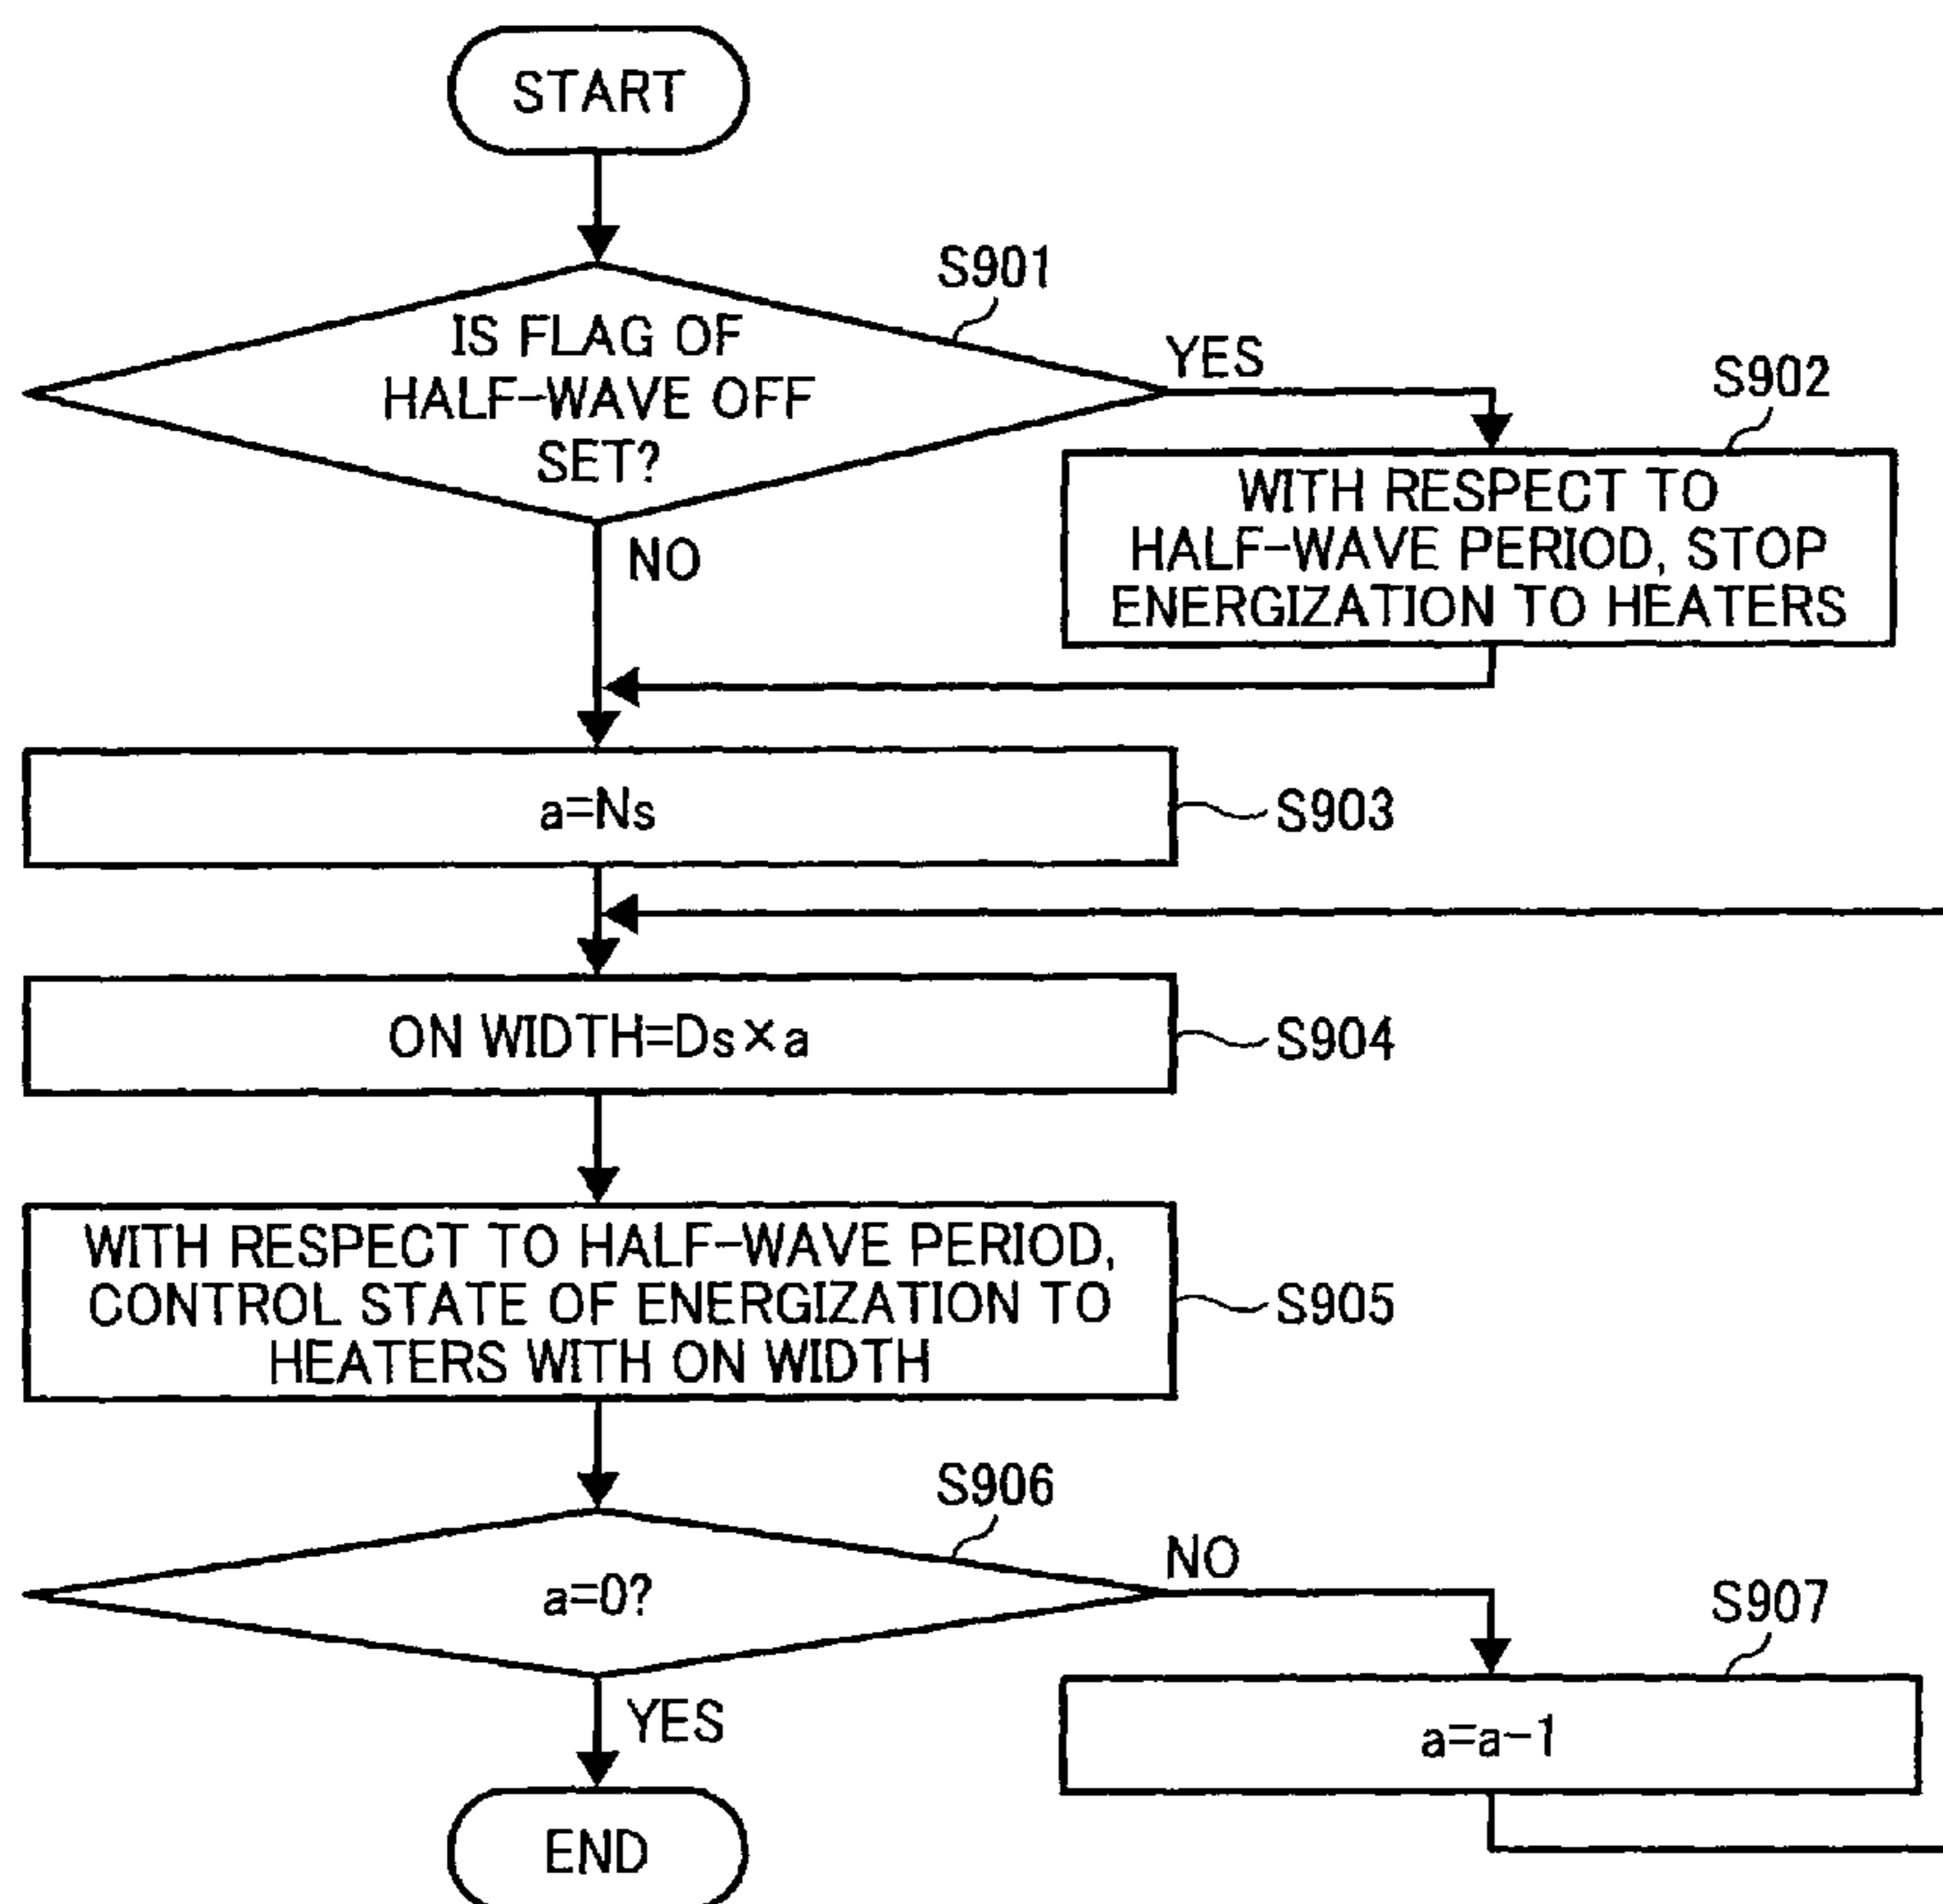 START
S901
IS FLAG OF
HALF-WAVE OFF
SET?
YES
NO
S902
WITH RESPECT TO
HALF-WAVE PERIOD, STOP
ENERGIZATION TO HEATERS
a=Ns
S903
ON WIDTH=Ds×a
S904
WITH RESPECT TO HALF-WAVE PERIOD,
CONTROL STATE OF ENERGIZATION TO
HEATERS WITH ON WIDTH
S905
S906
a=0?
NO
YES
S907
a=a-1
END